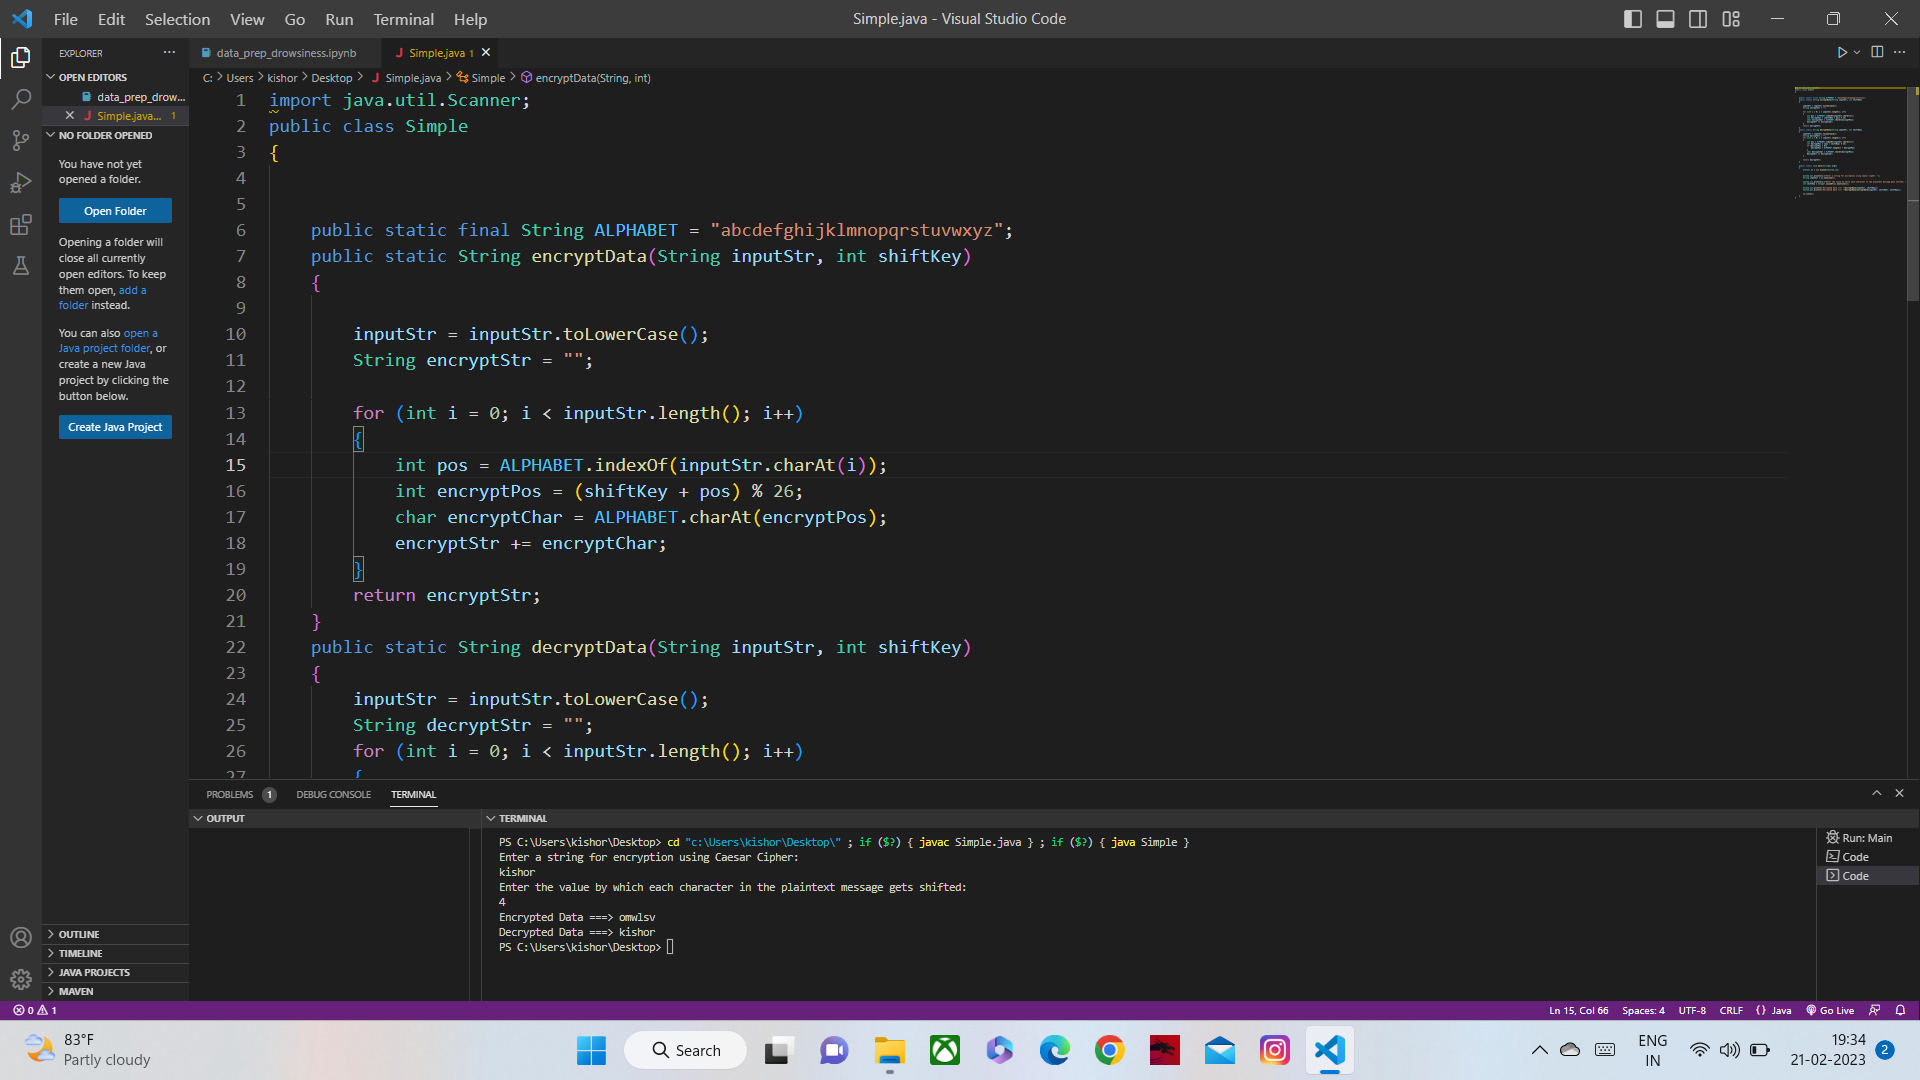 File Edit Selection View Go Run Terminal Help
Simple.java - Visual Studio Code
EXPLORER
OPEN EDITORS
data_prep_drow...
Simple.java... 1
NO FOLDER OPENED
You have not yet
opened a folder.
Open Folder
Opening a folder will
close all currently
open editors. To keep
them open, add a
folder instead.
You can also open a
Java project folder, or
create a new Java
project by clicking the
button below.
Create Java Project
OUTLINE
TIMELINE
JAVA PROJECTS
MAVEN
data_prep_drowsiness.ipynb
Simple.java 1
C: > Users > kishor > Desktop > Simple.java > Simple > encryptData(String, int)
1 import java.util.Scanner;
2 public class Simple
3 {
4
5
6 public static final String ALPHABET = "abcdefghijklmnopqrstuvwxyz";
7 public static String encryptData(String inputStr, int shiftKey)
8 {
9
10 inputStr = inputStr.toLowerCase();
11 String encryptStr = "";
12
13 for (int i = 0; i < inputStr.length(); i++)
14 {
15 int pos = ALPHABET.indexOf(inputStr.charAt(i));
16 int encryptPos = (shiftKey + pos) % 26;
17 char encryptChar = ALPHABET.charAt(encryptPos);
18 encryptStr += encryptChar;
19 }
20 return encryptStr;
21 }
22 public static String decryptData(String inputStr, int shiftKey)
23 {
24 inputStr = inputStr.toLowerCase();
25 String decryptStr = "";
26 for (int i = 0; i < inputStr.length(); i++)
27 {
PROBLEMS 1 DEBUG CONSOLE TERMINAL
OUTPUT
TERMINAL
PS C:\Users\kishor\Desktop> cd "c:\Users\kishor\Desktop\" ; if ($?) { javac Simple.java } ; if ($?) { java Simple }
Enter a string for encryption using Caesar Cipher:
kishor
Enter the value by which each character in the plaintext message gets shifted:
4
Encrypted Data ===> omwlsv
Decrypted Data ===> kishor
PS C:\Users\kishor\Desktop>
Run: Main
Code
Code
0 1
Ln 15, Col 66 Spaces: 4 UTF-8 CRLF {} Java Go Live
83°F
Partly cloudy
Search
ENG
IN
19:34
21-02-2023
2